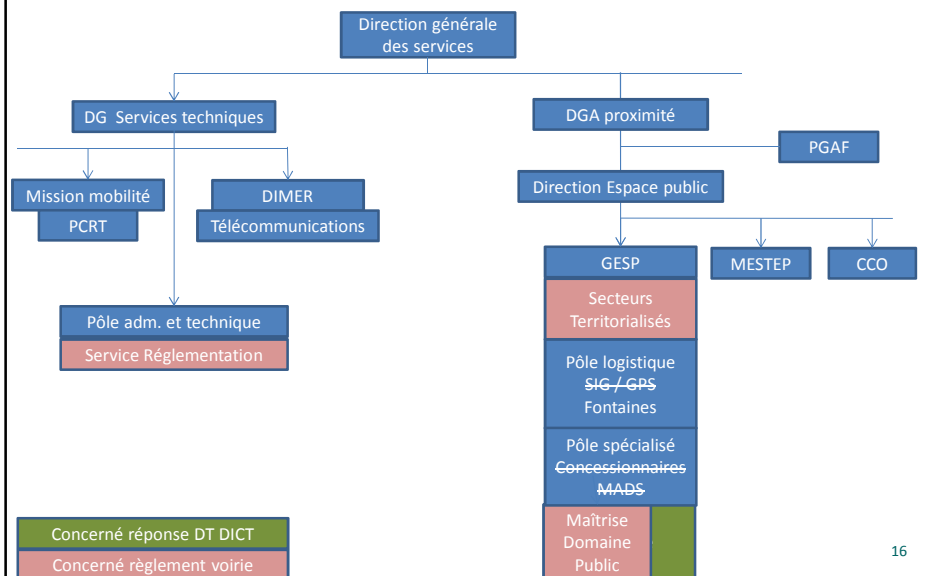 Direction générale
des services
DG Services techniques
DGA proximité
PGAF
Mission mobilité
PCRT
DIMER
Télécommunications
Direction Espace public
GESP
MESTEP
CCO
Secteurs
Territorialisés
Pôle adm. et technique
Service Réglementation
Pôle logistique
SIG / GPS
Fontaines
Pôle spécialisé
Concessionnaires
MADS
Maîtrise
Domaine
Public
Concerné réponse DT DICT
Concerné règlement voirie
16